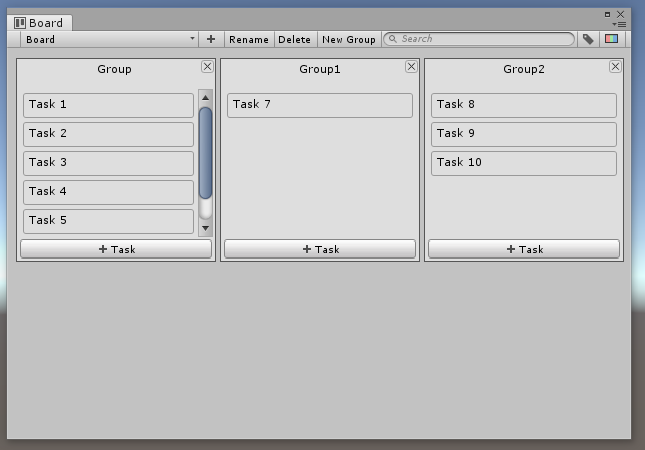 Board
Board Rename Delete New Group Search
Group Group1 Group2
Task 1 Task 7 Task 8
Task 2 Task 9
Task 3 Task 10
Task 4
Task 5
+ Task + Task + Task